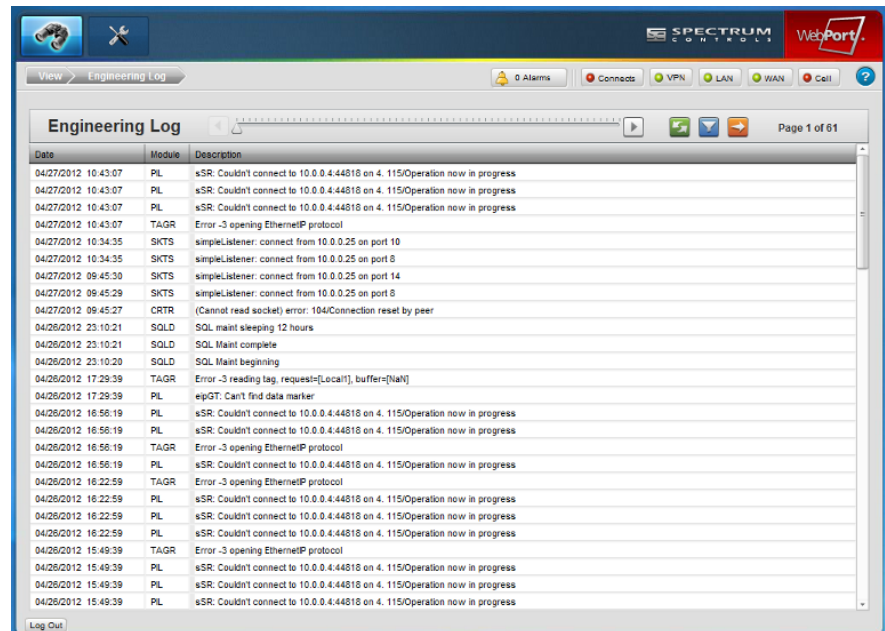 SPECTRUM
CONTROLS
WebPort.
View
Engineering Log
0 Alarms
Connects
VPN
LAN
WAN
Cell
?
Engineering Log
Page 1 of 61
Date Module Description
04/27/2012 10:43:07 PIL sSR: Couldn't connect to 10.0.0.4:44818 on 4. 115/Operation now in progress
04/27/2012 10:43:07 PIL sSR: Couldn't connect to 10.0.0.4:44818 on 4. 115/Operation now in progress
04/27/2012 10:43:07 PIL sSR: Couldn't connect to 10.0.0.4:44818 on 4. 115/Operation now in progress
04/27/2012 10:43:07 TAGR Error -3 opening EthernetIP protocol
04/27/2012 10:34:35 SKTS simpleListener: connect from 10.0.0.25 on port 10
04/27/2012 10:34:35 SKTS simpleListener: connect from 10.0.0.25 on port 8
04/27/2012 09:45:30 SKTS simpleListener: connect from 10.0.0.25 on port 14
04/27/2012 09:45:29 SKTS simpleListener: connect from 10.0.0.25 on port 8
04/27/2012 09:45:27 CRTR (Cannot read socket) error: 104/Connection reset by peer
04/26/2012 23:10:21 SQLD SQL maint sleeping 12 hours
04/26/2012 23:10:21 SQLD SQL Maint complete
04/26/2012 23:10:20 SQLD SQL Maint beginning
04/26/2012 17:29:39 TAGR Error -3 reading tag, request=[Local1], buffer=[NaN]
04/26/2012 17:29:39 PIL eipGT: Can't find data marker
04/26/2012 16:56:19 PIL sSR: Couldn't connect to 10.0.0.4:44818 on 4. 115/Operation now in progress
04/26/2012 16:56:19 PIL sSR: Couldn't connect to 10.0.0.4:44818 on 4. 115/Operation now in progress
04/26/2012 16:56:19 TAGR Error -3 opening EthernetIP protocol
04/26/2012 16:56:19 PIL sSR: Couldn't connect to 10.0.0.4:44818 on 4. 115/Operation now in progress
04/26/2012 16:22:59 TAGR Error -3 opening EthernetIP protocol
04/26/2012 16:22:59 PIL sSR: Couldn't connect to 10.0.0.4:44818 on 4. 115/Operation now in progress
04/26/2012 16:22:59 PIL sSR: Couldn't connect to 10.0.0.4:44818 on 4. 115/Operation now in progress
04/26/2012 16:22:59 PIL sSR: Couldn't connect to 10.0.0.4:44818 on 4. 115/Operation now in progress
04/26/2012 15:49:39 TAGR Error -3 opening EthernetIP protocol
04/26/2012 15:49:39 PIL sSR: Couldn't connect to 10.0.0.4:44818 on 4. 115/Operation now in progress
04/26/2012 15:49:39 PIL sSR: Couldn't connect to 10.0.0.4:44818 on 4. 115/Operation now in progress
04/26/2012 15:49:39 PIL sSR: Couldn't connect to 10.0.0.4:44818 on 4. 115/Operation now in progress
Log Out